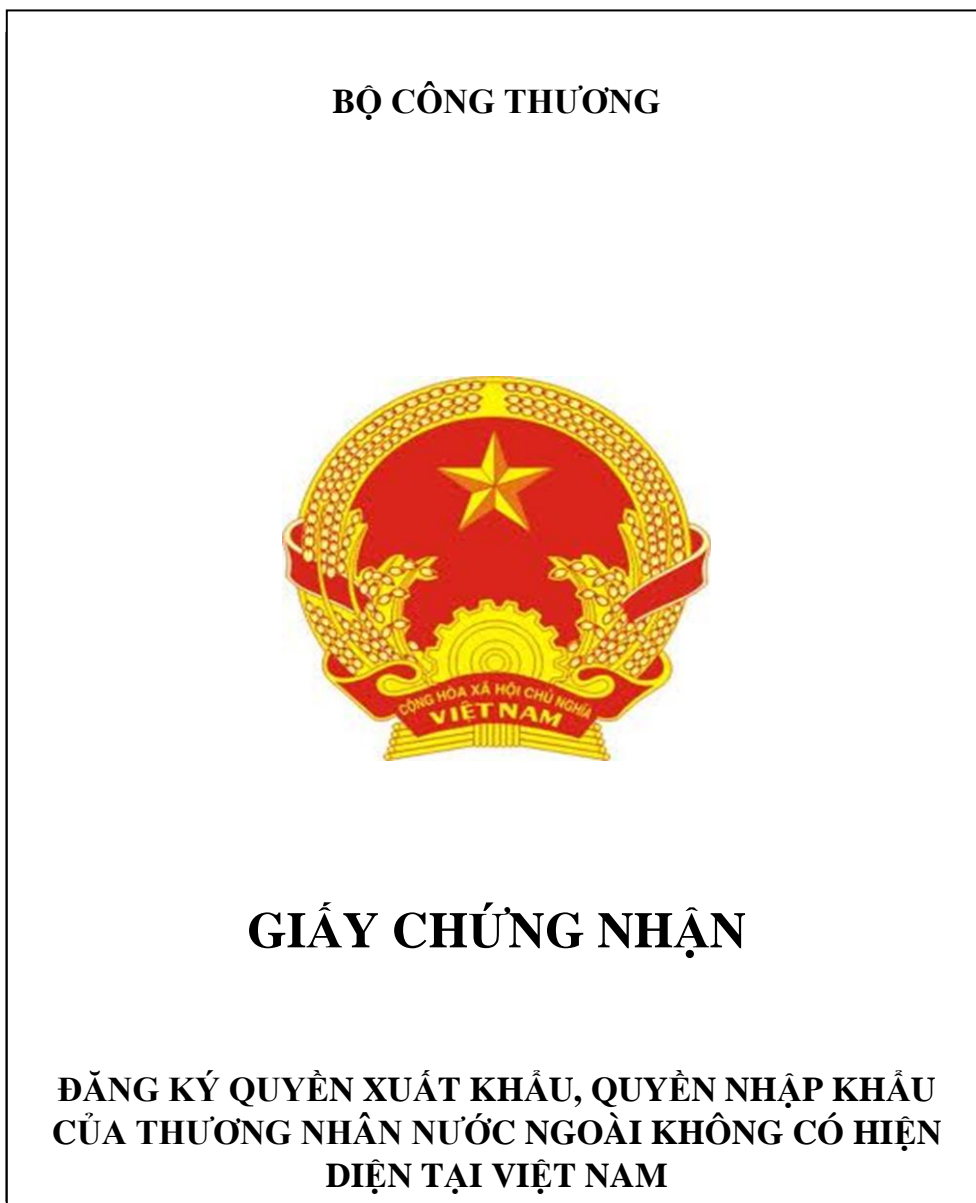 BỘ CÔNG THƯƠNG
CỘNG HÒA XÃ HỘI CHỦ NGHĨA
VIỆT NAM
GIẤY CHỨNG NHẬN
ĐĂNG KÝ QUYỀN XUẤT KHẨU, QUYỀN NHẬP KHẨU
CỦA THƯƠNG NHÂN NƯỚC NGOÀI KHÔNG CÓ HIỆN
DIỆN TẠI VIỆT NAM